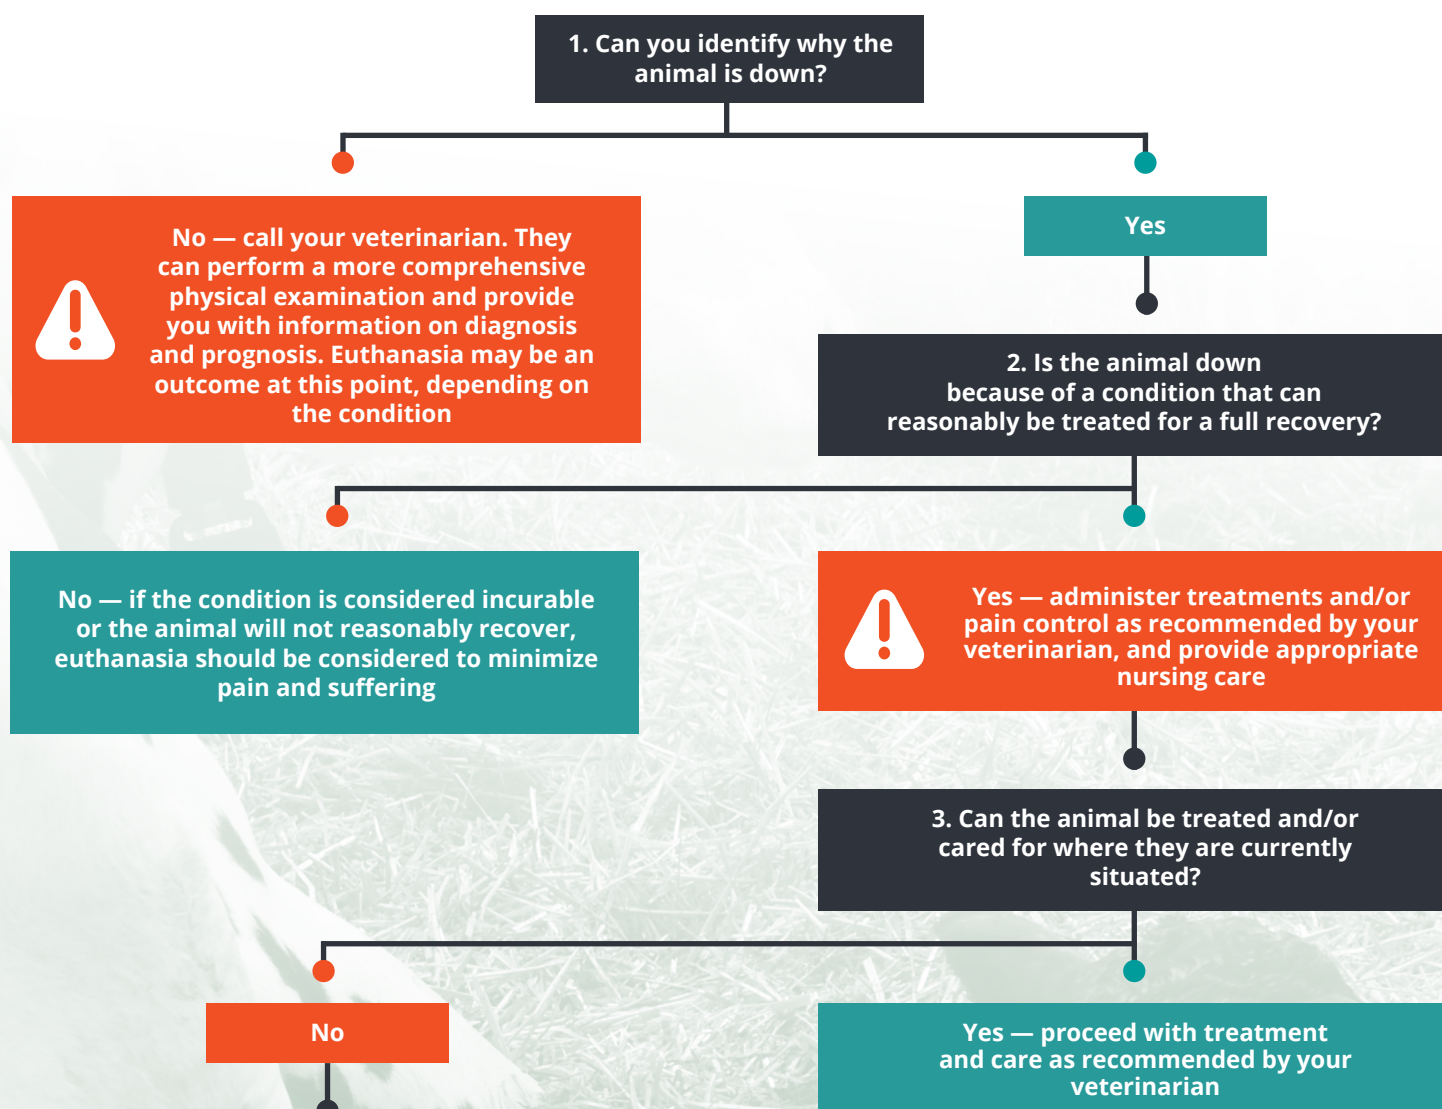 1. Can you identify why the
animal is down?
No — call your veterinarian. They
can perform a more comprehensive
physical examination and provide
you with information on diagnosis
and prognosis. Euthanasia may be an
outcome at this point, depending on
the condition
Yes
2. Is the animal down
because of a condition that can
reasonably be treated for a full recovery?
No — if the condition is considered incurable
or the animal will not reasonably recover,
euthanasia should be considered to minimize
pain and suffering
Yes — administer treatments and/or
pain control as recommended by your
veterinarian, and provide appropriate
nursing care
3. Can the animal be treated and/or
cared for where they are currently
situated?
No
Yes — proceed with treatment
and care as recommended by your
veterinarian